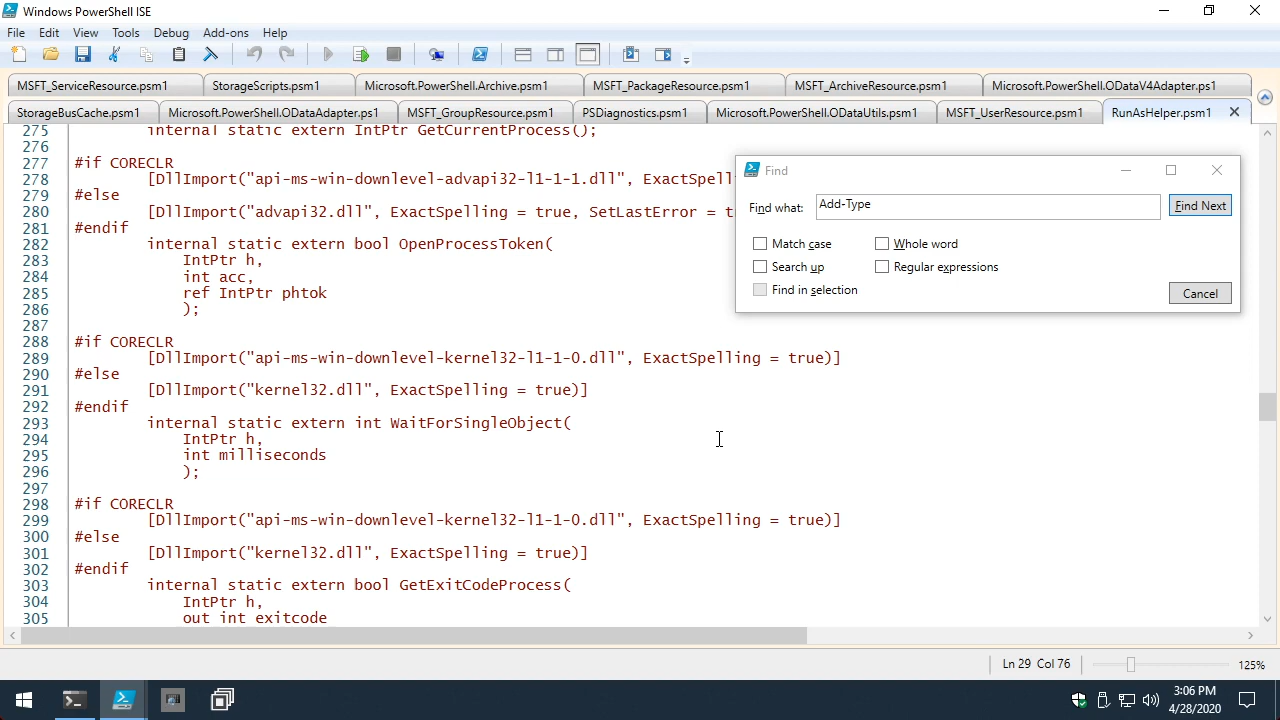 Windows PowerShell ISE
File Edit View Tools Debug Add-ons Help
MSFT_ServiceResource.psm1 StorageScripts.psm1 Microsoft.PowerShell.Archive.psm1 MSFT_PackageResource.psm1 MSFT_ArchiveResource.psm1 Microsoft.PowerShell.ODataV4Adapter.ps1
StorageBusCache.psm1 Microsoft.PowerShell.ODataAdapter.ps1 MSFT_GroupResource.psm1 PSDiagnostics.psm1 Microsoft.PowerShell.ODataUtils.psm1 MSFT_UserResource.psm1 RunAsHelper.psm1
275 internal static extern IntPtr GetCurrentProcess();
276
277 #if CORECLR
278 [DllImport("api-ms-win-downlevel-advapi32-l1-1-1.dll", ExactSpell
279 #else
280 [DllImport("advapi32.dll", ExactSpelling = true, SetLastError = t
281 #endif
282 internal static extern bool OpenProcessToken(
283 IntPtr h,
284 int acc,
285 ref IntPtr phtok
286 );
287
288 #if CORECLR
289 [DllImport("api-ms-win-downlevel-kernel32-l1-1-0.dll", ExactSpelling = true)]
290 #else
291 [DllImport("kernel32.dll", ExactSpelling = true)]
292 #endif
293 internal static extern int WaitForSingleObject(
294 IntPtr h,
295 int milliseconds
296 );
297
298 #if CORECLR
299 [DllImport("api-ms-win-downlevel-kernel32-l1-1-0.dll", ExactSpelling = true)]
300 #else
301 [DllImport("kernel32.dll", ExactSpelling = true)]
302 #endif
303 internal static extern bool GetExitCodeProcess(
304 IntPtr h,
305 out int exitcode
Find
Find what: Add-Type Find Next
Match case Whole word
Search up Regular expressions
Find in selection
Cancel
Ln 29 Col 76 125%
3:06 PM
4/28/2020